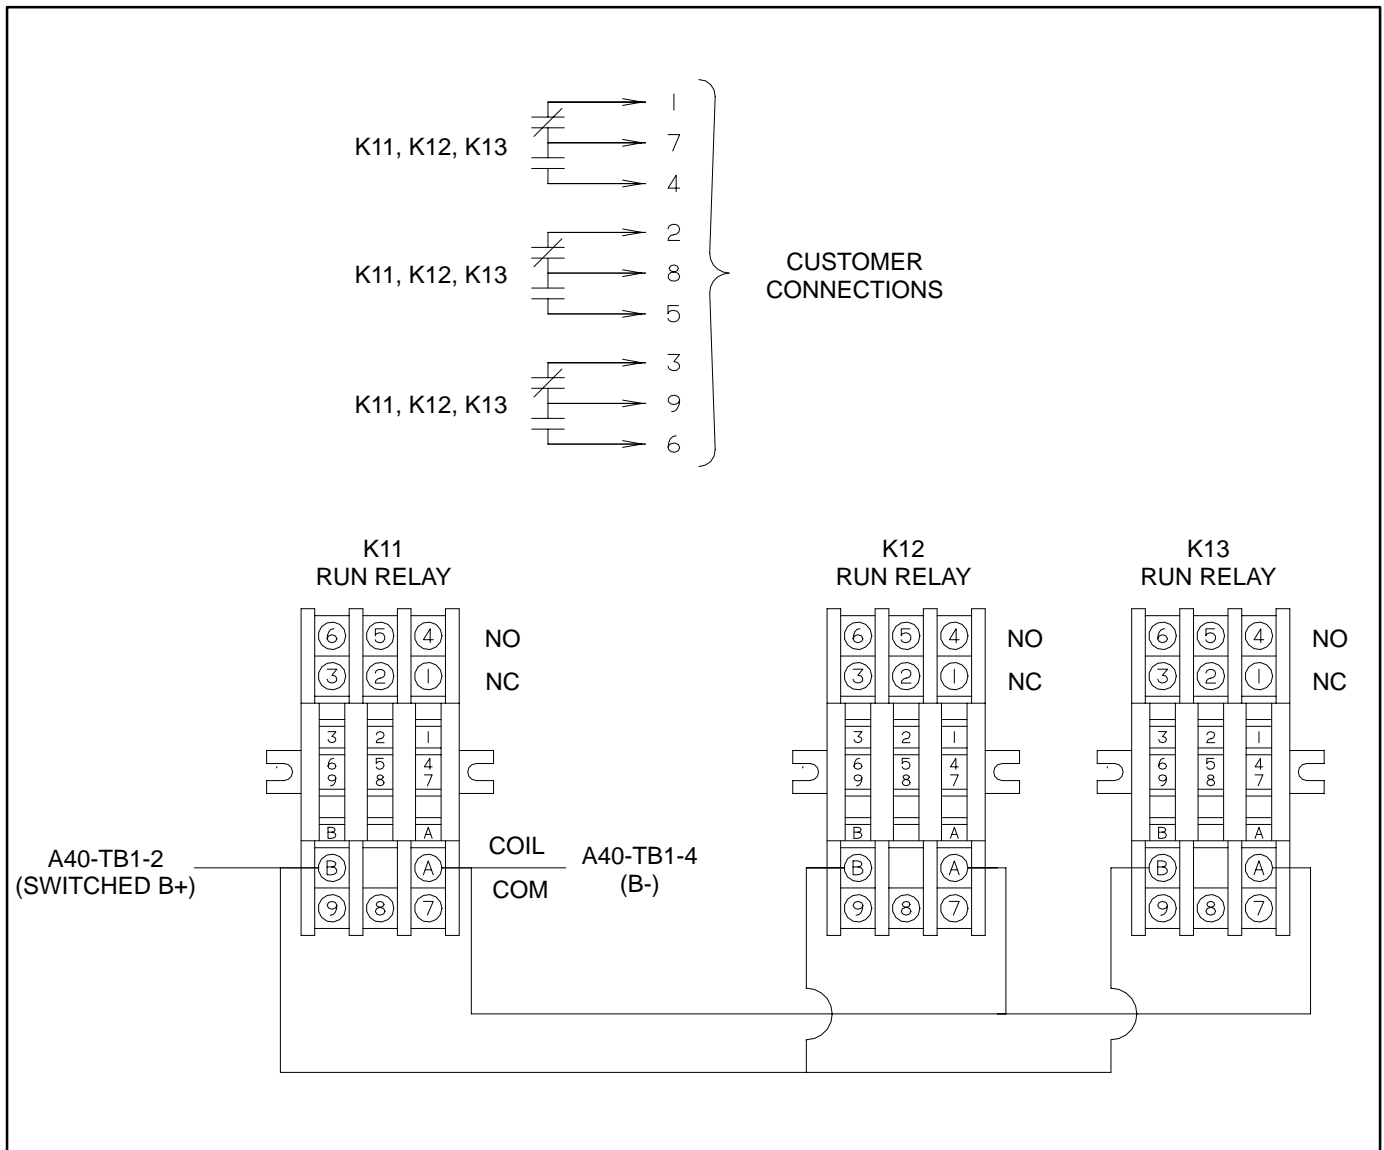 1
K11, K12, K13
7
4
2
K11, K12, K13
8
5
CUSTOMER
CONNECTIONS
3
K11, K12, K13
9
6
K11
RUN RELAY
K12
RUN RELAY
K13
RUN RELAY
6 5 4 NO
3 2 1 NC
3 2 1
6 5 4
9 8 7
B A
A40-TB1-2
(SWITCHED B+)
B A COIL
9 8 7 COM
A40-TB1-4
(B-)
6 5 4 NO
3 2 1 NC
3 2 1
6 5 4
9 8 7
B A
B A
9 8 7
6 5 4 NO
3 2 1 NC
3 2 1
6 5 4
9 8 7
B A
B A
9 8 7